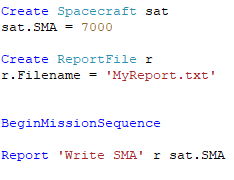 Create Spacecraft sat
sat.SMA = 7000
Create ReportFile r
r.Filename = 'MyReport.txt'
BeginMissionSequence
Report 'Write SMA' r sat.SMA